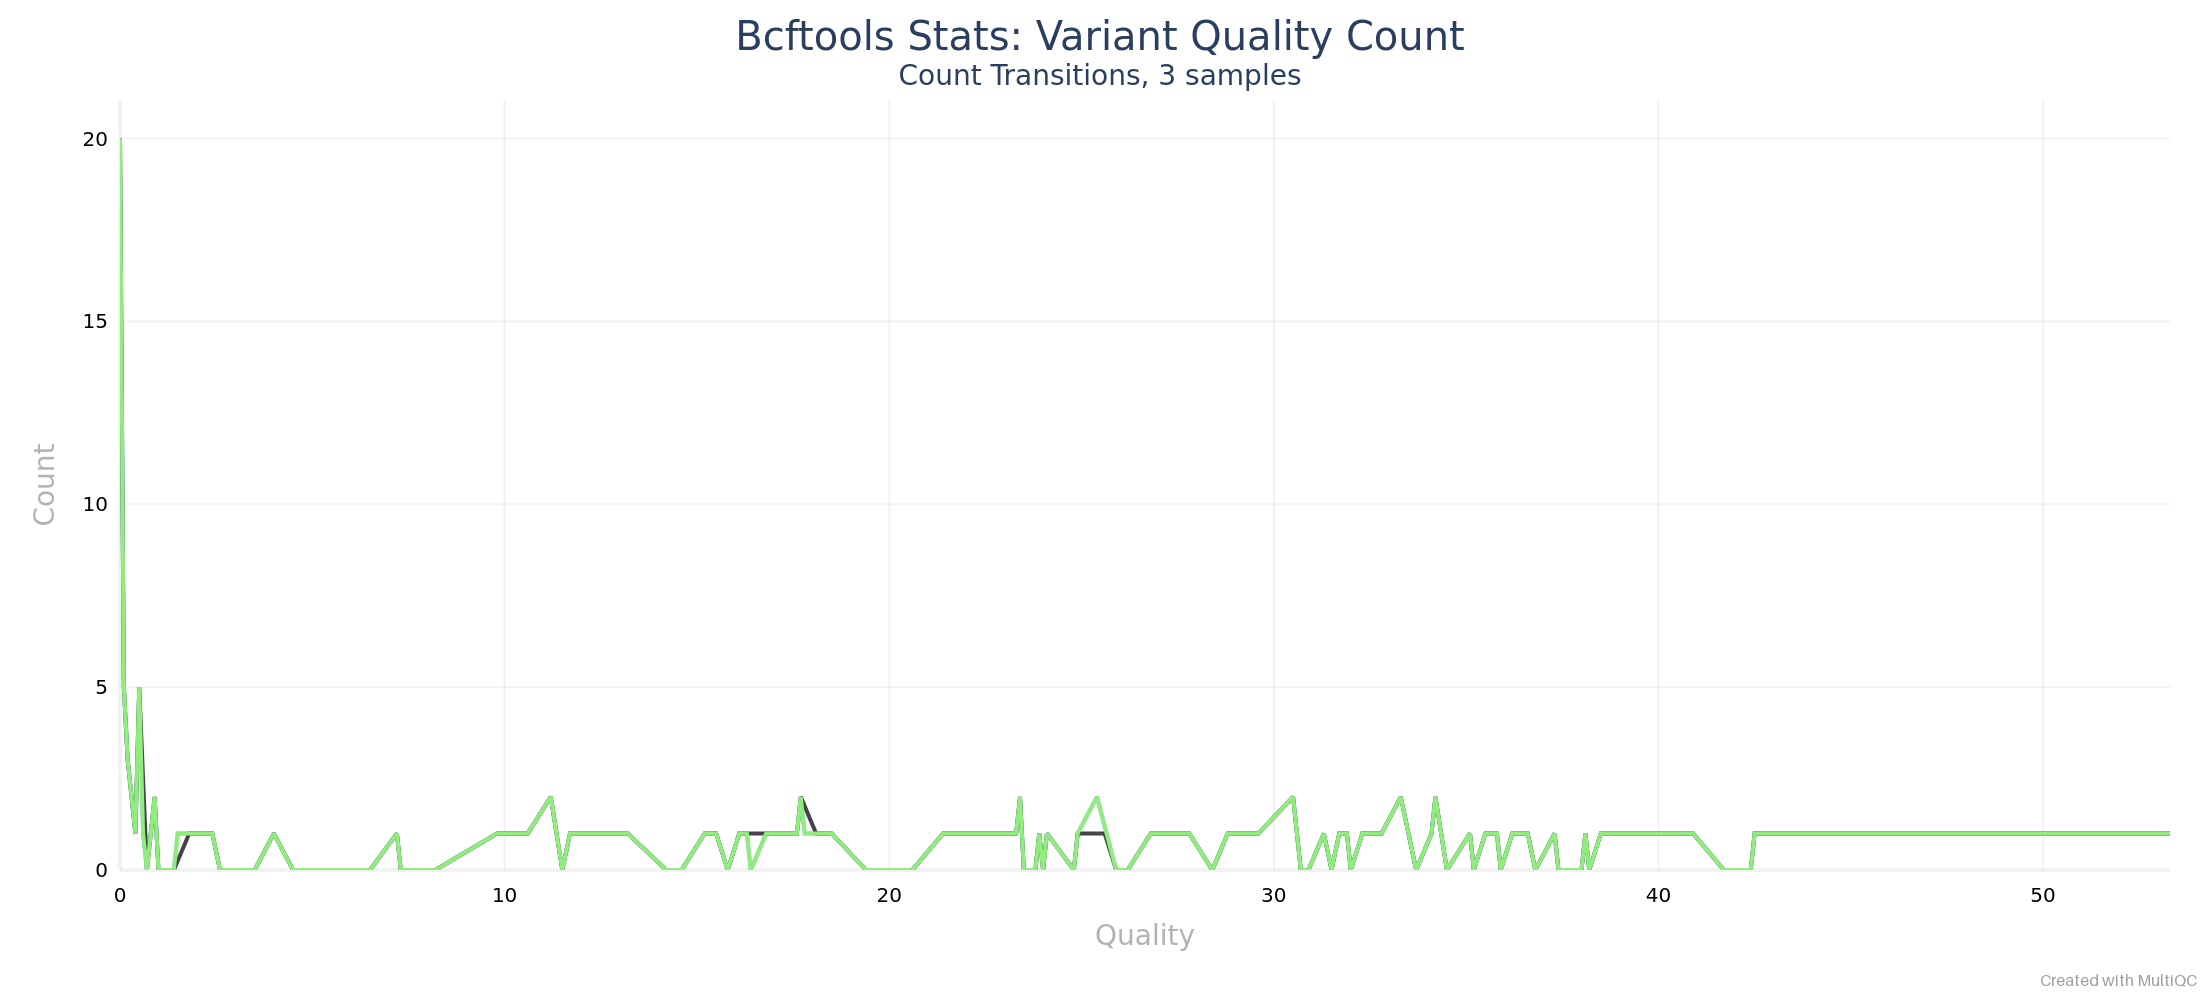 Bcftools Stats: Variant Quality Count
Count Transitions, 3 samples
20
15
10
5
0
Count
0 10 20 30 40 50
Quality
Created with MultiQC